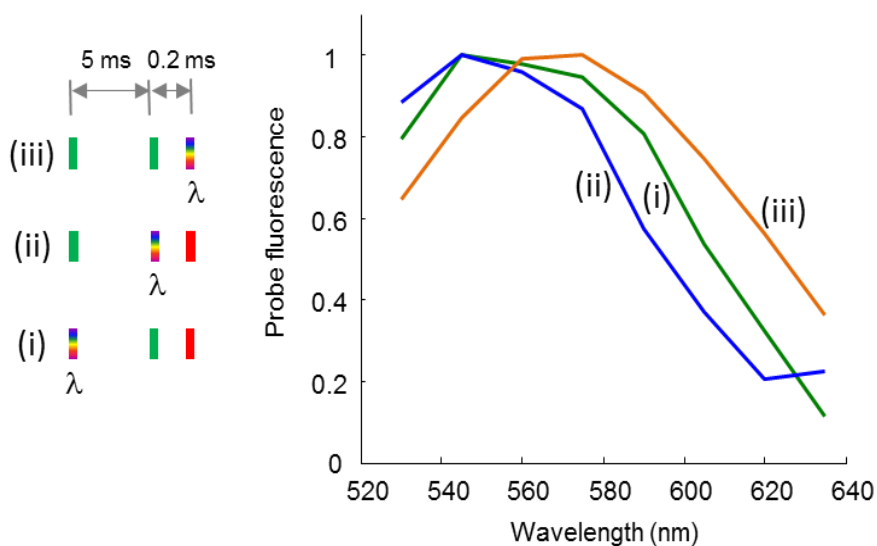 5 ms 0.2 ms
(iii)
λ
(ii)
λ
(i)
λ
Probe fluorescence
1
0.8
0.6
0.4
0.2
0
(ii)
(i)
(iii)
520 540 560 580 600 620 640
Wavelength (nm)